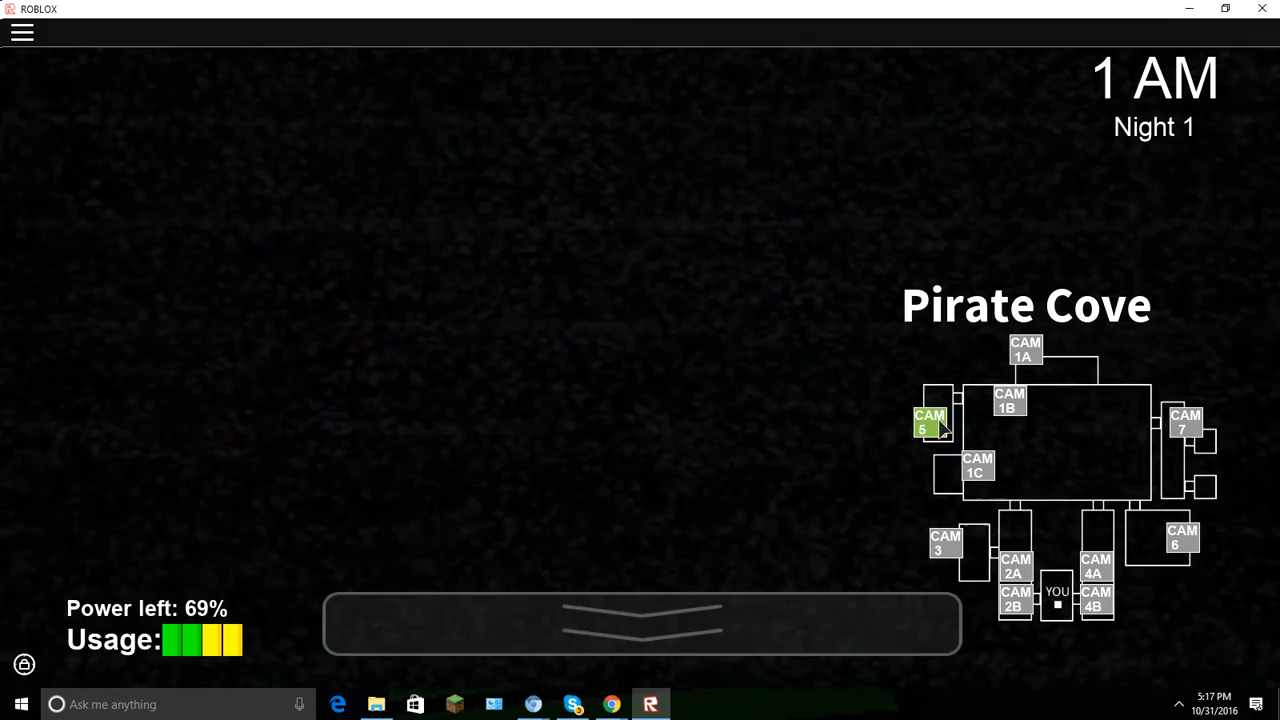 ROBLOX
1 AM
Night 1
Pirate Cove
CAM
1A
CAM
1B
CAM
5
CAM
7
CAM
1C
CAM
3
CAM
6
CAM
2A
CAM
4A
YOU
CAM
2B
CAM
4B
Power left: 69%
Usage:
Ask me anything
3
5:17 PM
10/31/2016